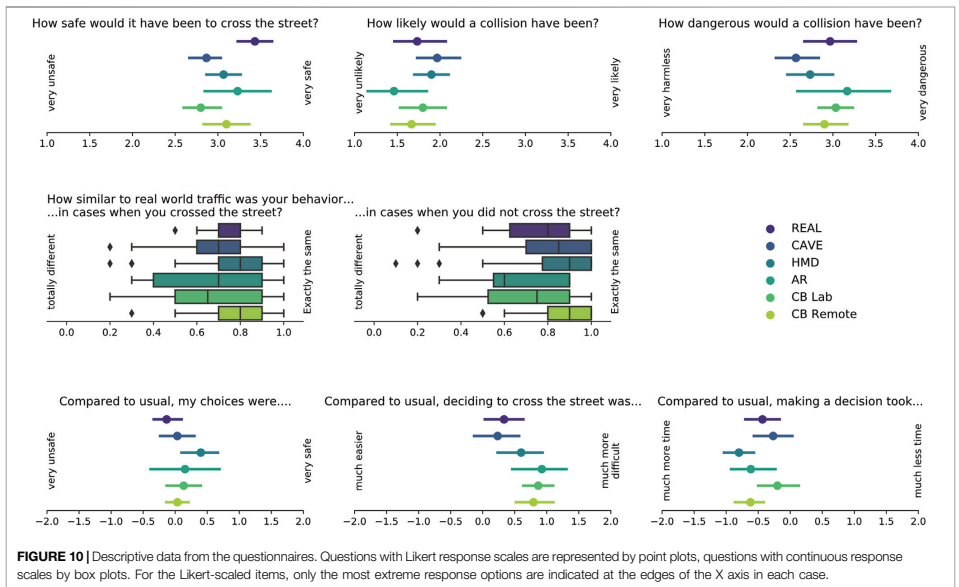 How safe would it have been to cross the street?
very unsafe
very safe
1.0 1.5 2.0 2.5 3.0 3.5 4.0
How likely would a collision have been?
very unlikely
very likely
1.0 1.5 2.0 2.5 3.0 3.5 4.0
How dangerous would a collision have been?
very harmless
very dangerous
1.0 1.5 2.0 2.5 3.0 3.5 4.0
How similar to real world traffic was your behavior...
...in cases when you crossed the street?
totally different
Exactly the same
0.0 0.2 0.4 0.6 0.8 1.0
...in cases when you did not cross the street?
totally different
Exactly the same
0.0 0.2 0.4 0.6 0.8 1.0
REAL
CAVE
HMD
AR
CB Lab
CB Remote
Compared to usual, my choices were....
very unsafe
very safe
−2.0 −1.5 −1.0 −0.5 0.0 0.5 1.0 1.5 2.0
Compared to usual, deciding to cross the street was...
much easier
much more
difficult
−2.0 −1.5 −1.0 −0.5 0.0 0.5 1.0 1.5 2.0
Compared to usual, making a decision took...
much more time
much less time
−2.0 −1.5 −1.0 −0.5 0.0 0.5 1.0 1.5 2.0
FIGURE 10 | Descriptive data from the questionnaires. Questions with Likert response scales are represented by point plots, questions with continuous response
scales by box plots. For the Likert-scaled items, only the most extreme response options are indicated at the edges of the X axis in each case.